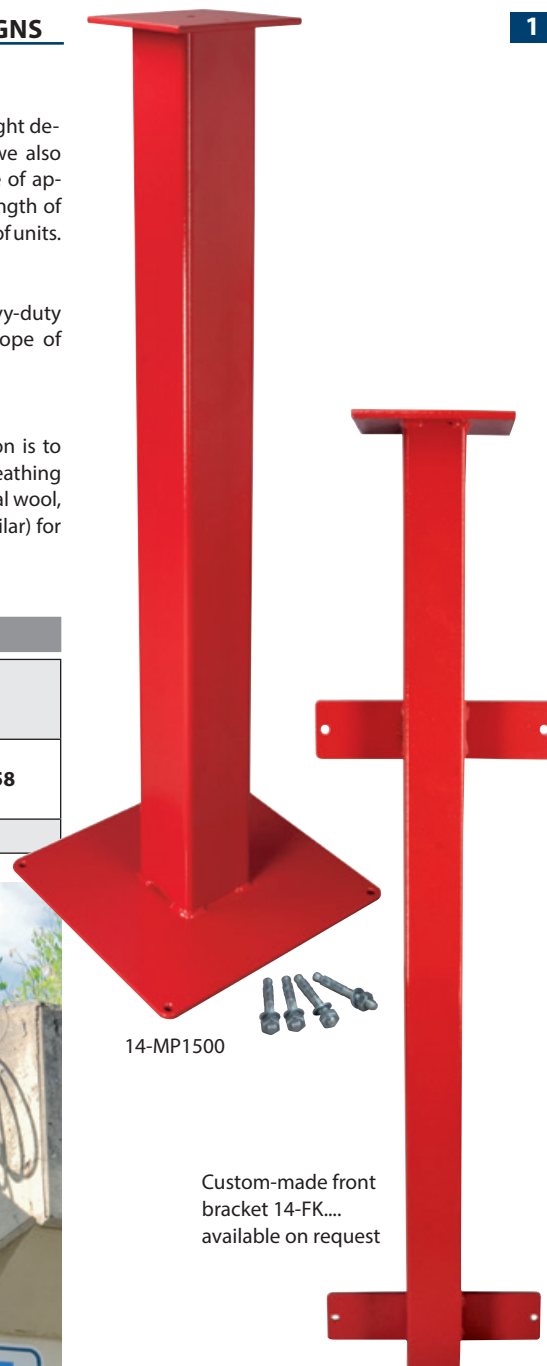 GNS
1
ght de-
we also
e of ap-
ngth of
of units.
vy-duty
ope of
on is to
eathing
al wool,
ilar) for
58
14-MP1500
Custom-made front
bracket 14-FK....
available on request